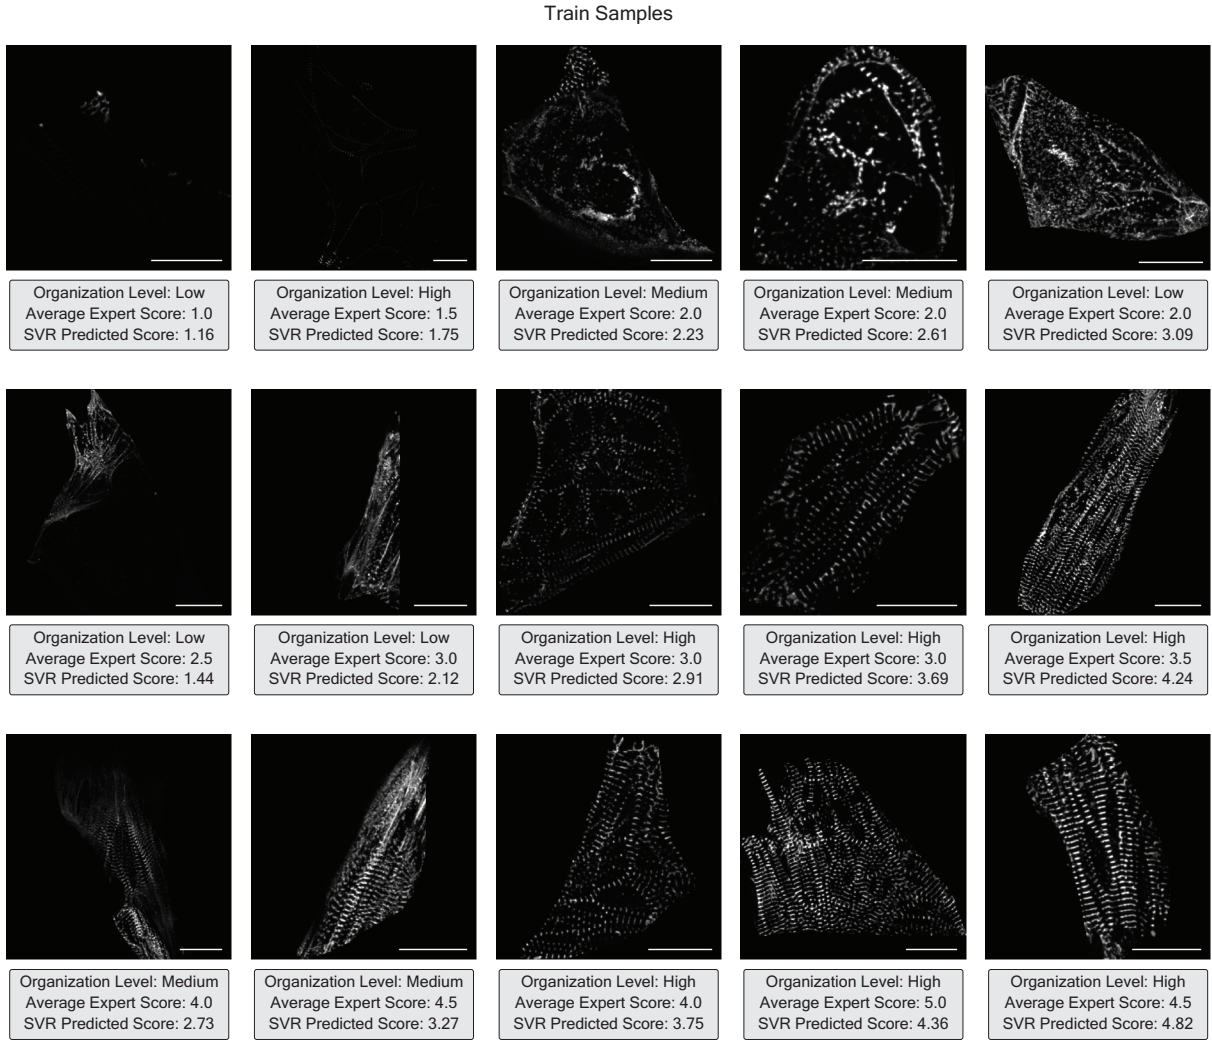 Train Samples
Organization Level: Low
Average Expert Score: 1.0
SVR Predicted Score: 1.16
Organization Level: High
Average Expert Score: 1.5
SVR Predicted Score: 1.75
Organization Level: Medium
Average Expert Score: 2.0
SVR Predicted Score: 2.23
Organization Level: Medium
Average Expert Score: 2.0
SVR Predicted Score: 2.61
Organization Level: Low
Average Expert Score: 2.0
SVR Predicted Score: 3.09
Organization Level: Low
Average Expert Score: 2.5
SVR Predicted Score: 1.44
Organization Level: Low
Average Expert Score: 3.0
SVR Predicted Score: 2.12
Organization Level: High
Average Expert Score: 3.0
SVR Predicted Score: 2.91
Organization Level: High
Average Expert Score: 3.0
SVR Predicted Score: 3.69
Organization Level: High
Average Expert Score: 3.5
SVR Predicted Score: 4.24
Organization Level: Medium
Average Expert Score: 4.0
SVR Predicted Score: 2.73
Organization Level: Medium
Average Expert Score: 4.5
SVR Predicted Score: 3.27
Organization Level: High
Average Expert Score: 4.0
SVR Predicted Score: 3.75
Organization Level: High
Average Expert Score: 5.0
SVR Predicted Score: 4.36
Organization Level: High
Average Expert Score: 4.5
SVR Predicted Score: 4.82